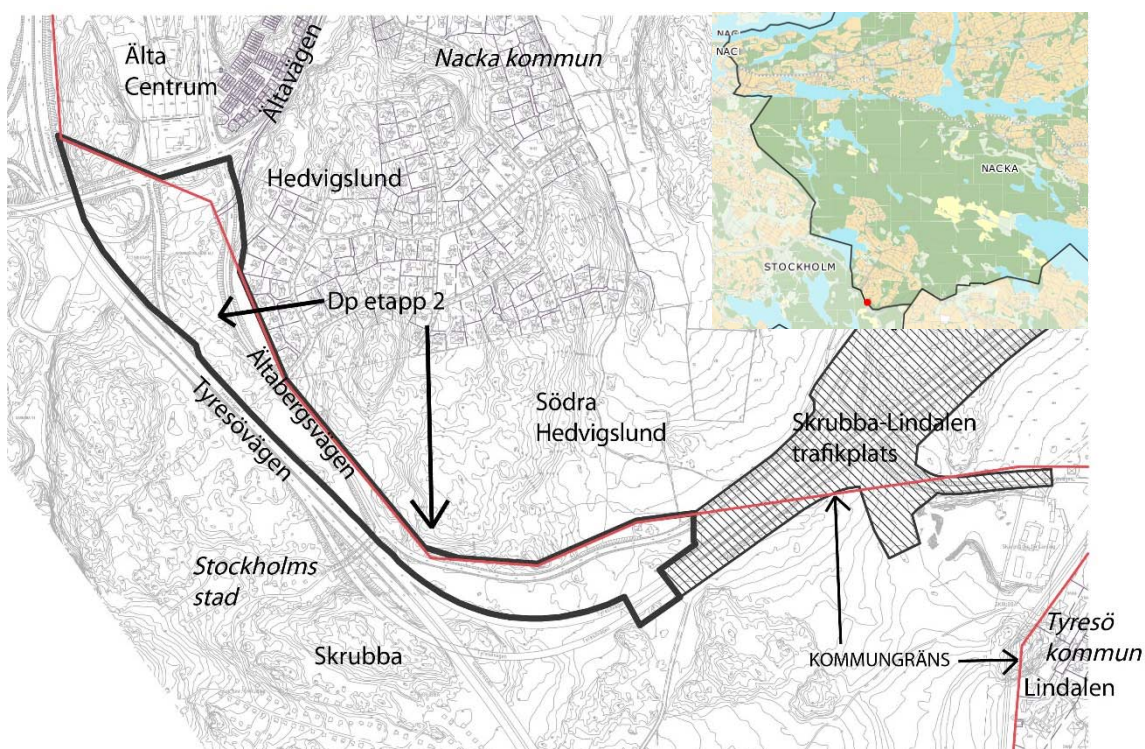 Älta
Centrum
Ältavägen
Nacka kommun
NACKA
STOCKHOLM
Hedvigslund
Dp etapp 2
Ältabergsvägen
Tyresövägen
Södra
Hedvigslund
Skrubba-Lindalen
trafikplats
Stockholms
stad
Skrubba
KOMMUNGRÄNS
Tyresö
kommun
Lindalen